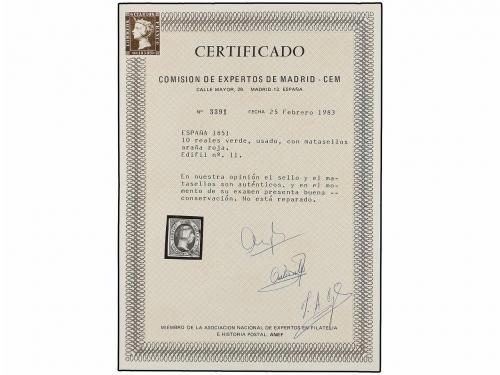 CERTIFICADO
COMISION DE EXPERTOS DE MADRID - CEM
CALLE MAYOR, 28. MADRID-13. ESPAÑA
Nº 3391 FECHA 25 Febrero 1983
ESPAÑA 1851
10 reales verde, usado, con matasellos
araña roja.
Edifil nº. 11.
En nuestra opinión el sello y el ma-
tasellos son auténticos, y en el mo-
mento de su examen presenta buena --
conservación. No está reparado.
MIEMBRO DE LA ASOCIACION NACIONAL DE EXPERTOS EN FILATELIA
E HISTORIA POSTAL. ANEF